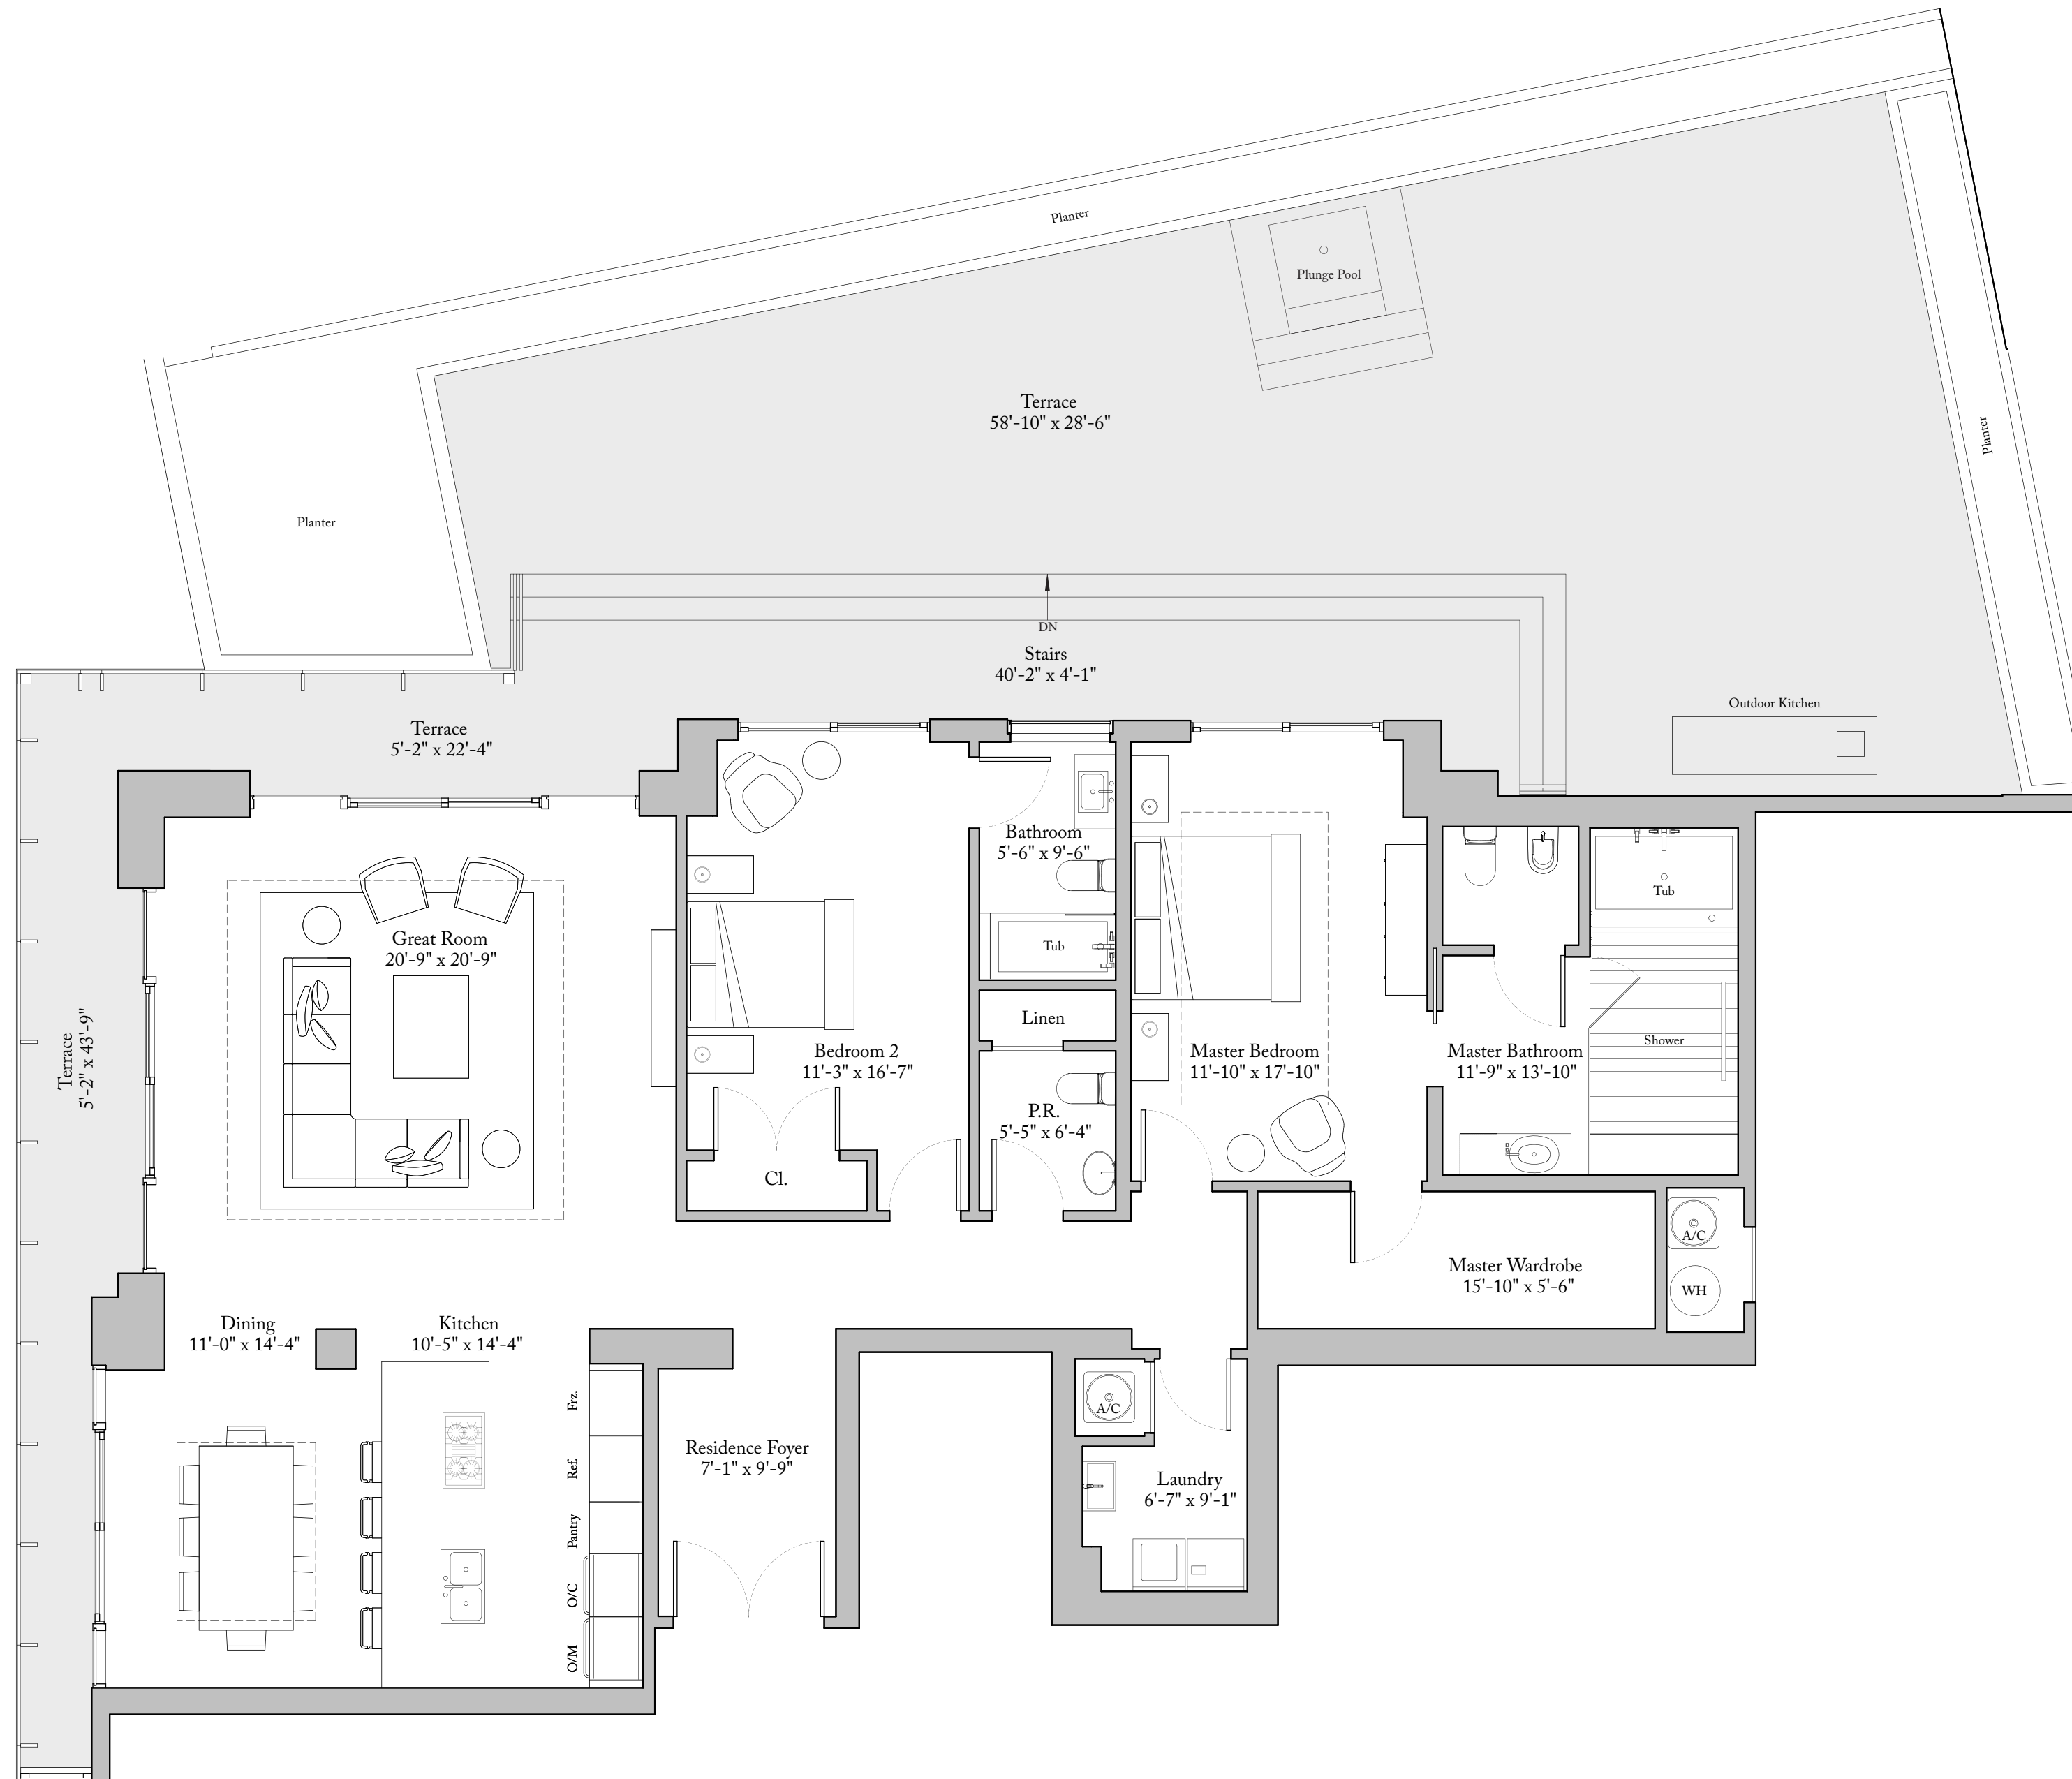 Planter
Plunge Pool
Terrace
58'-10" x 28'-6"
Planter
Planter
DN
Stairs
40'-2" x 4'-1"
Outdoor Kitchen
Terrace
5'-2" x 22'-4"
Bathroom
5'-6" x 9'-6"
Tub
Great Room
20'-9" x 20'-9"
Tub
Linen
Terrace
5'-2" x 43'-9"
Bedroom 2
11'-3" x 16'-7"
Master Bedroom
11'-10" x 17'-10"
Master Bathroom
11'-9" x 13'-10"
Shower
P.R.
5'-5" x 6'-4"
Cl.
A/C
Master Wardrobe
15'-10" x 5'-6"
WH
Dining
11'-0" x 14'-4"
Kitchen
10'-5" x 14'-4"
Frz.
A/C
Residence Foyer
7'-1" x 9'-9"
Ref.
Laundry
6'-7" x 9'-1"
Pantry
O/C
O/M